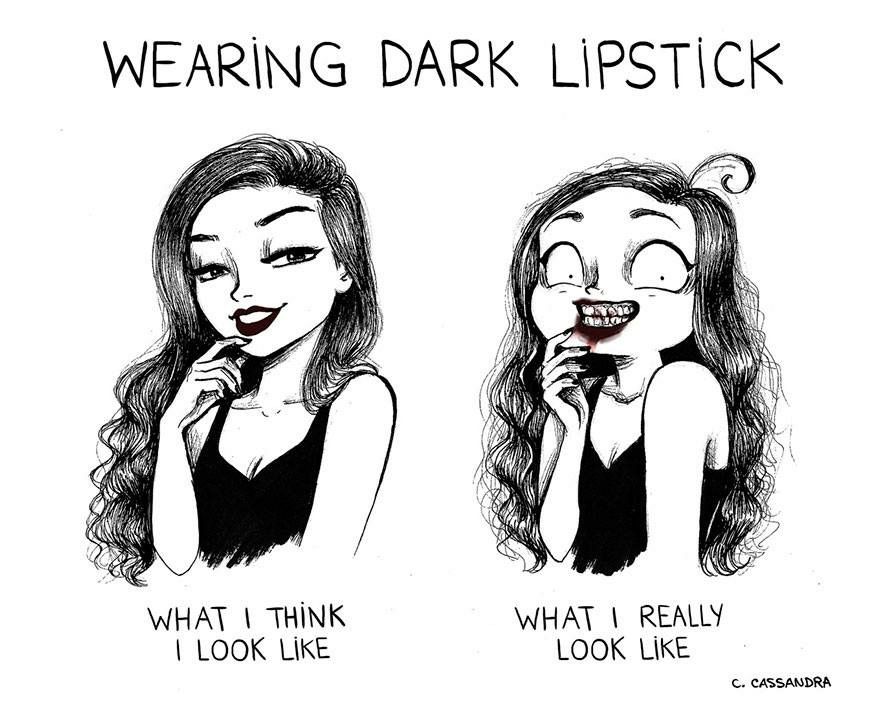 WEARING DARK LIPSTICK
WHAT I THINK
I LOOK LIKE
WHAT I REALLY
LOOK LIKE
C. CASSANDRA